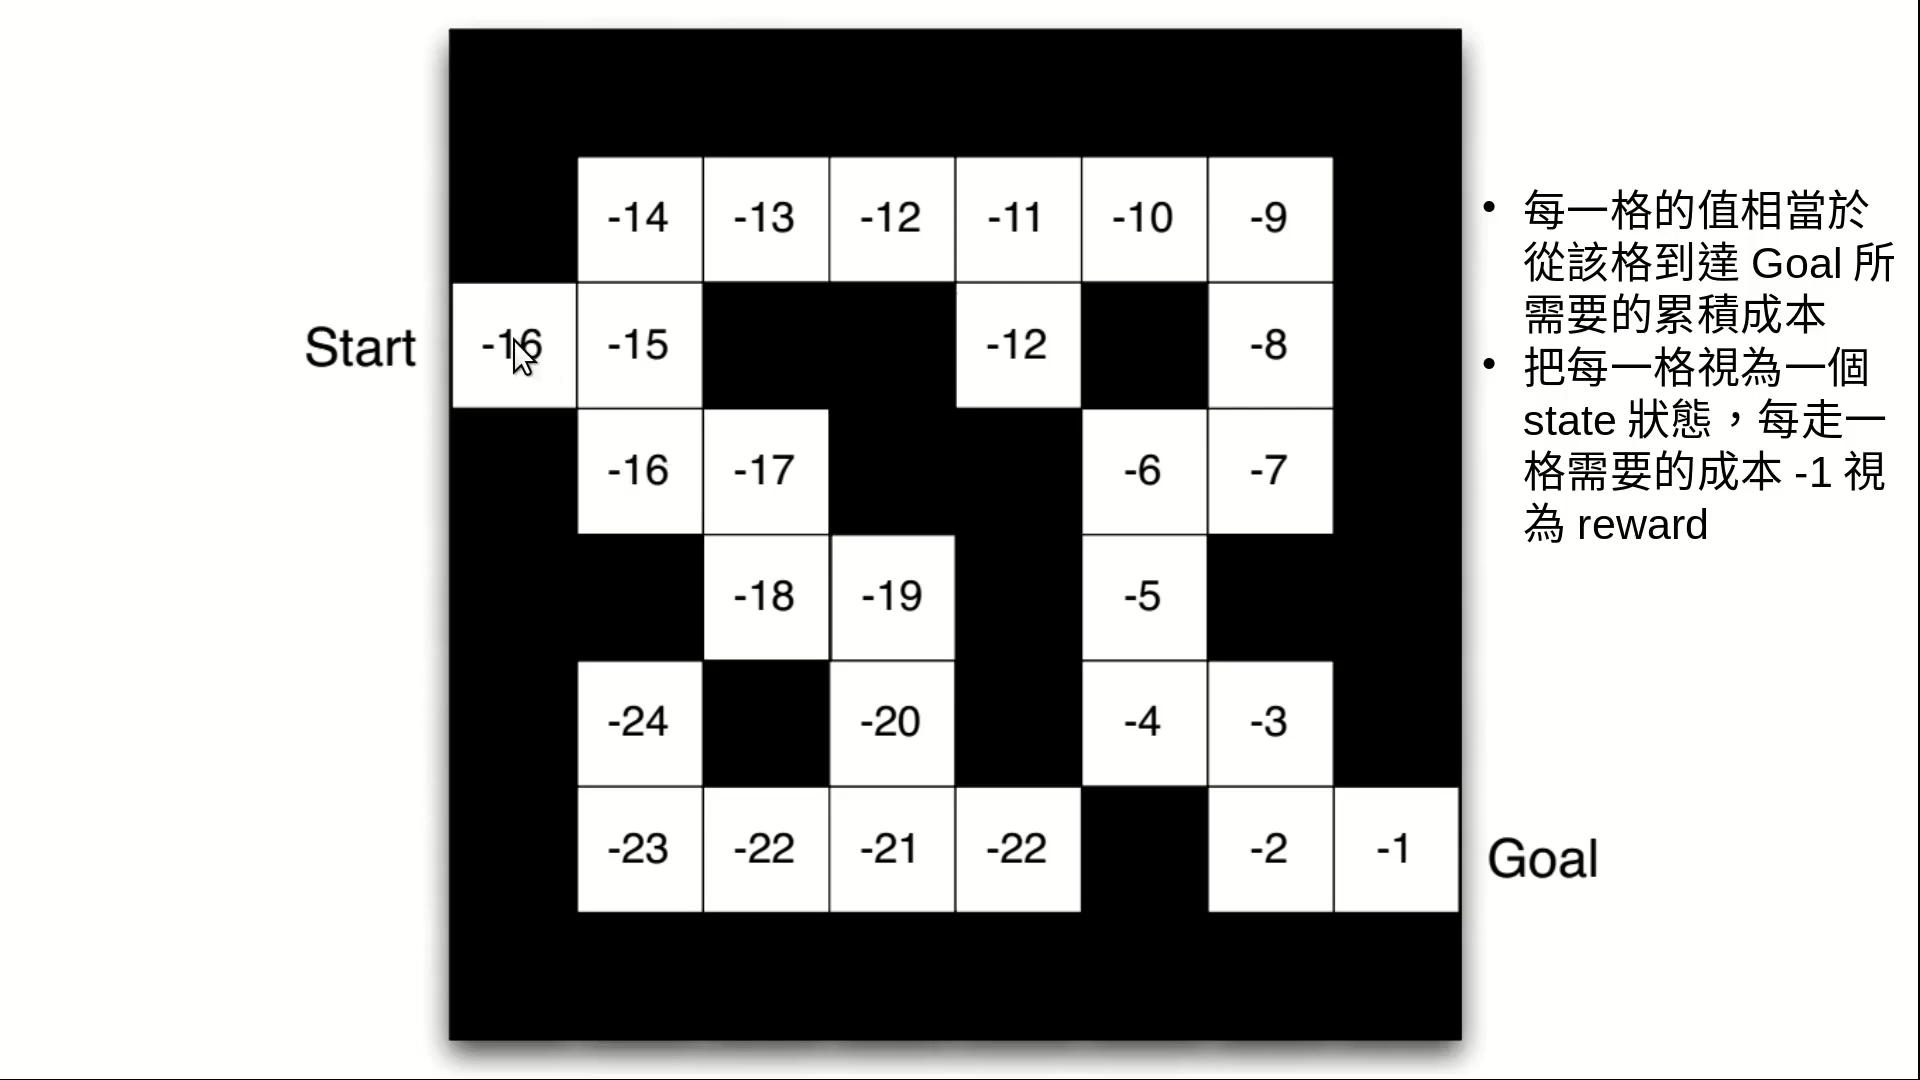 -14 -13 -12 -11 -10 -9
Start -16 -15 -12 -8
-16 -17 -6 -7
-18 -19 -5
-24 -20 -4 -3
-23 -22 -21 -22 -2 -1 Goal
• 每一格的值相當於
從該格到達 Goal 所
需要的累積成本
• 把每一格視為一個
state 狀態，每走一
格需要的成本 -1 視
為 reward